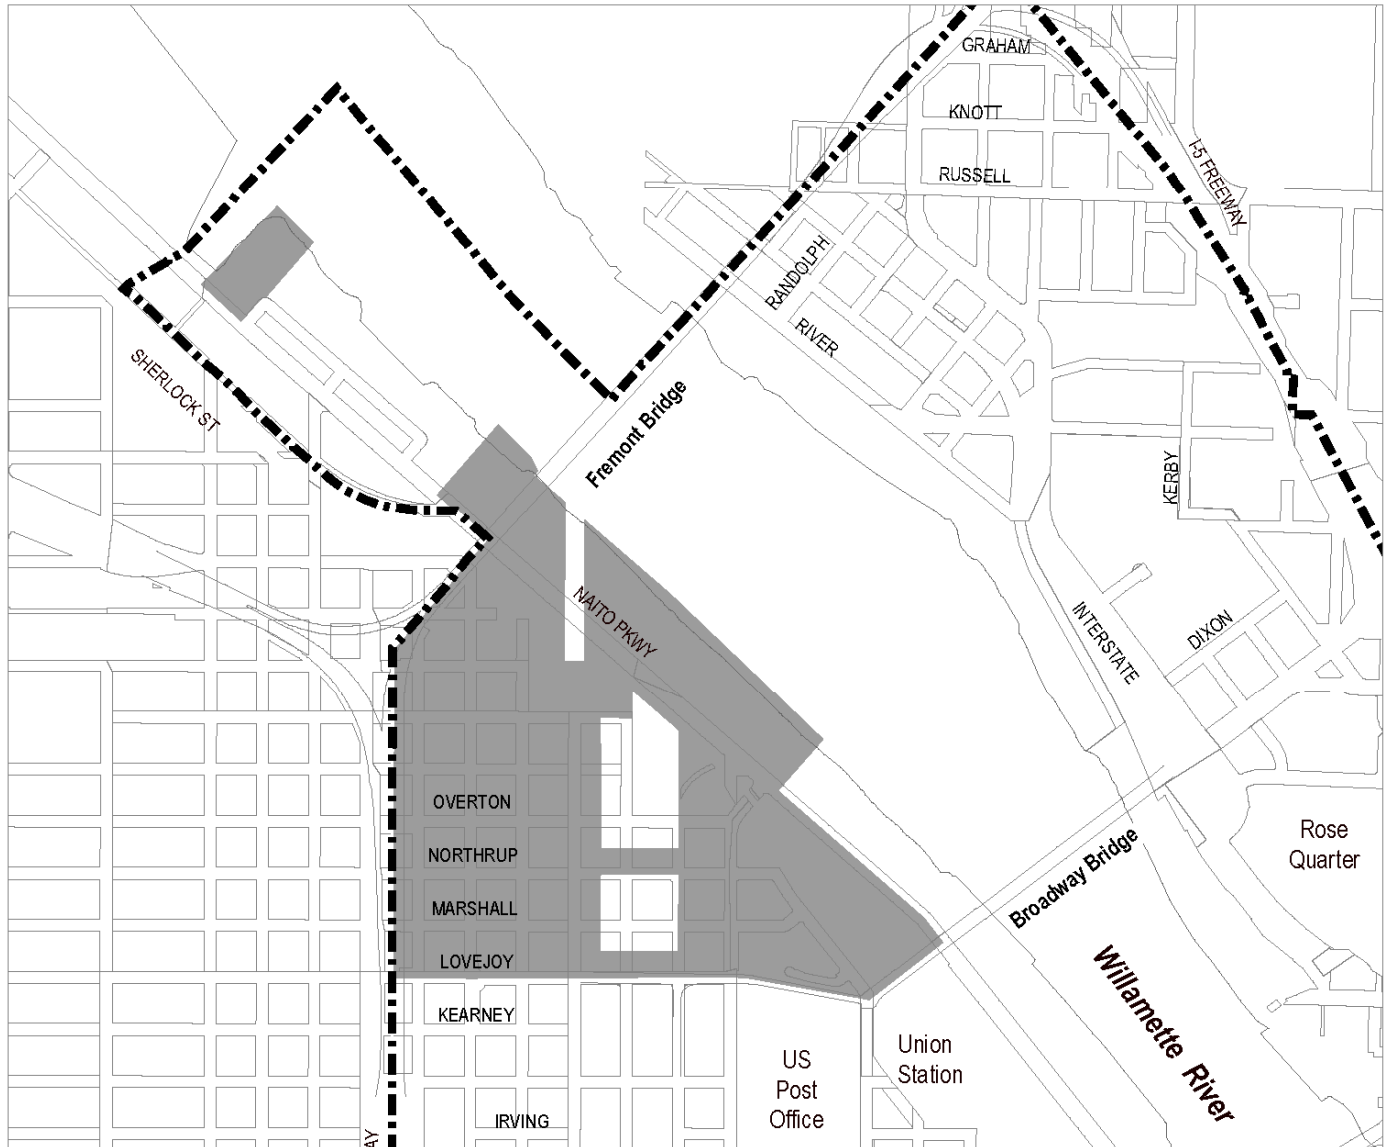 GRAHAM
KNOTT
I-5 FREEWAY
RUSSELL
RANDOLPH
RIVER
SHERLOCK ST
Fremont Bridge
KERBY
NAITO PKWY
INTERSTATE
DIXON
OVERTON
NORTHRUP
MARSHALL
LOVEJOY
KEARNEY
IRVING
Broadway Bridge
Rose
Quarter
Willamette River
Union
Station
US
Post
Office
AY